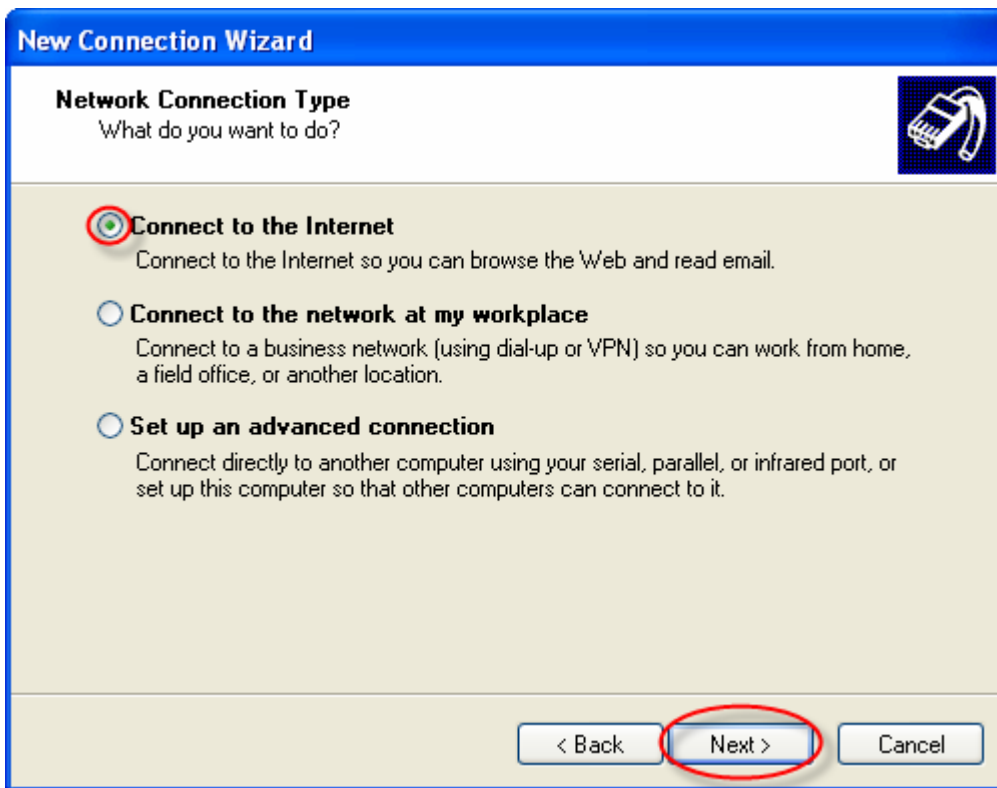 New Connection Wizard
Network Connection Type
What do you want to do?
Connect to the Internet
Connect to the Internet so you can browse the Web and read email.
Connect to the network at my workplace
Connect to a business network (using dial-up or VPN) so you can work from home,
a field office, or another location.
Set up an advanced connection
Connect directly to another computer using your serial, parallel, or infrared port, or
set up this computer so that other computers can connect to it.
< Back
Next >
Cancel